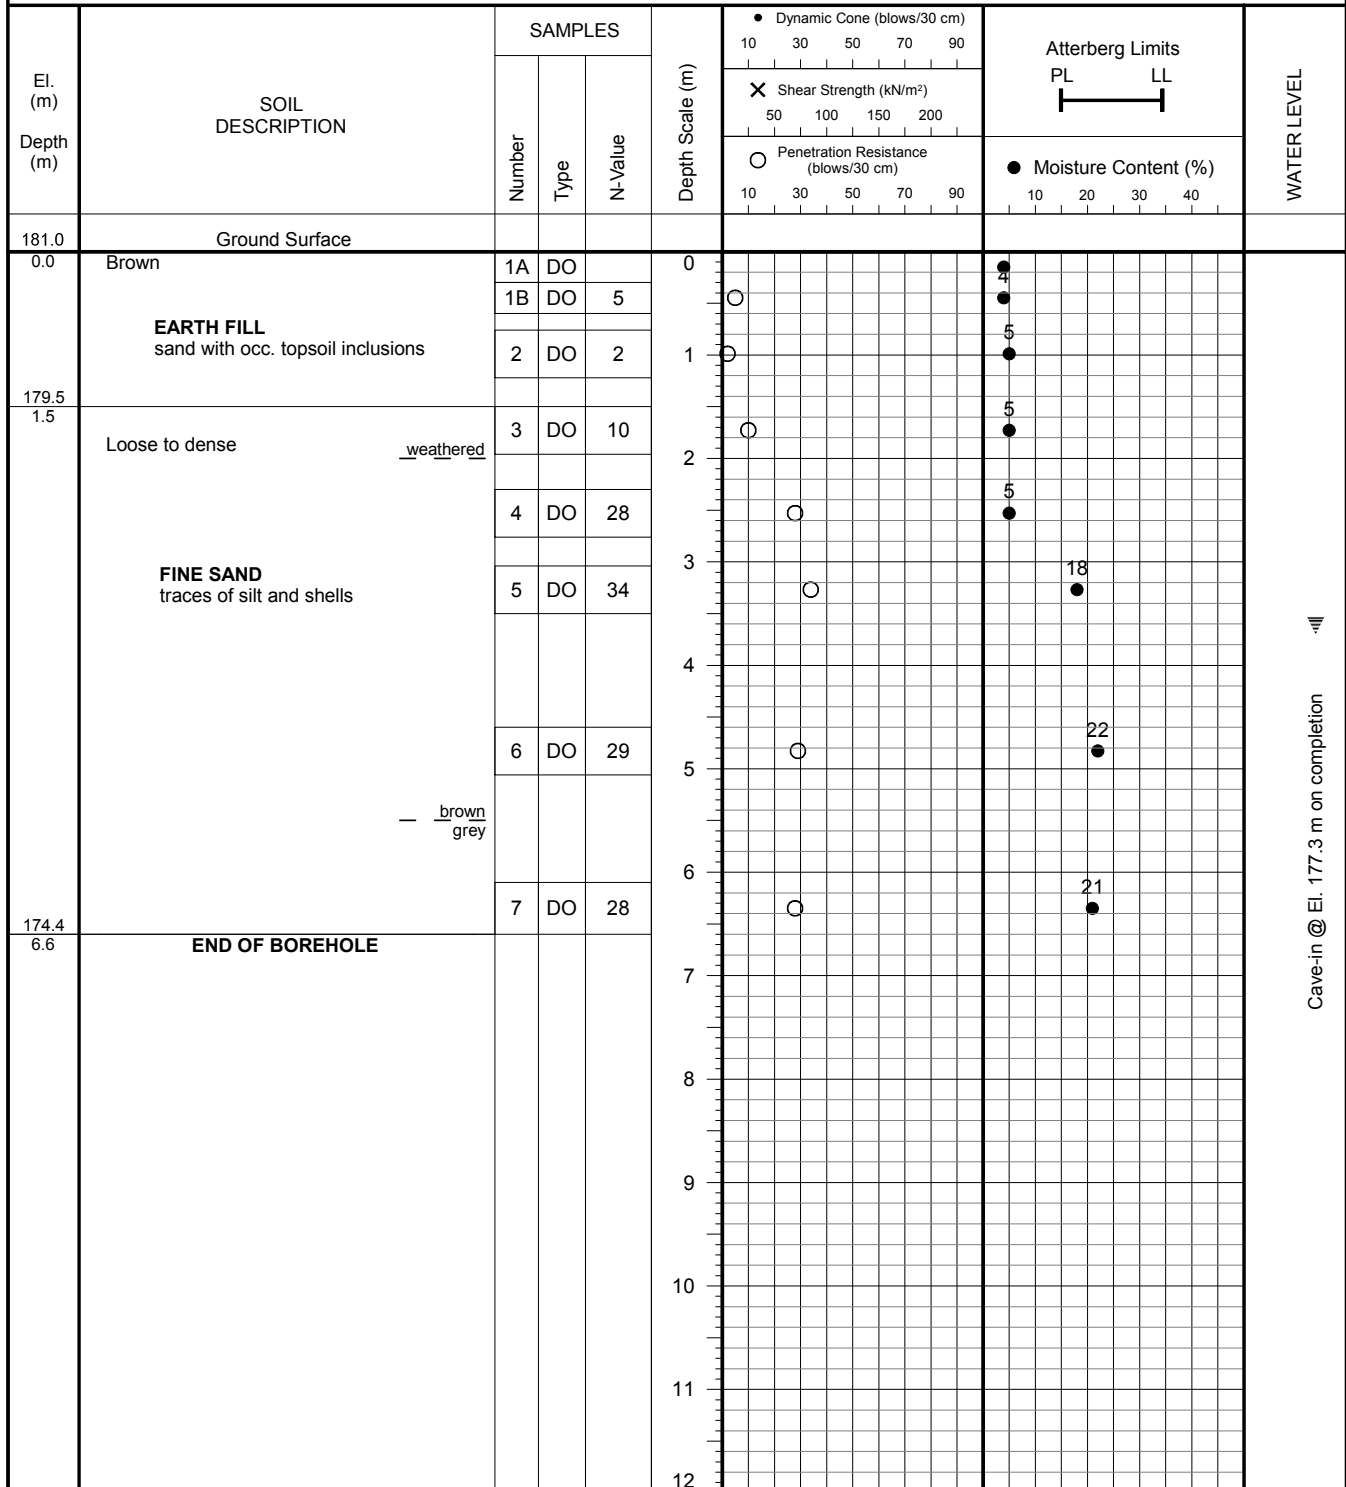 El.
(m)
Depth
(m)
SOIL
DESCRIPTION
SAMPLES
Number
Type
N-Value
Depth Scale (m)
Dynamic Cone (blows/30 cm)
10 30 50 70 90
Shear Strength (kN/m²)
50 100 150 200
Penetration Resistance
(blows/30 cm)
10 30 50 70 90
Atterberg Limits
PL LL
Moisture Content (%)
10 20 30 40
WATER LEVEL
181.0 Ground Surface
0.0 Brown
1A DO
0
4
1B DO 5
EARTH FILL
sand with occ. topsoil inclusions
2 DO 2
1
5
179.5
1.5
Loose to dense
weathered
3 DO 10
5
2
4 DO 28
5
3
FINE SAND
traces of silt and shells
5 DO 34
18
4
6 DO 29
22
5
brown
grey
6
7 DO 28
21
174.4
6.6
END OF BOREHOLE
7
8
9
10
11
12
Cave-in @ El. 177.3 m on completion